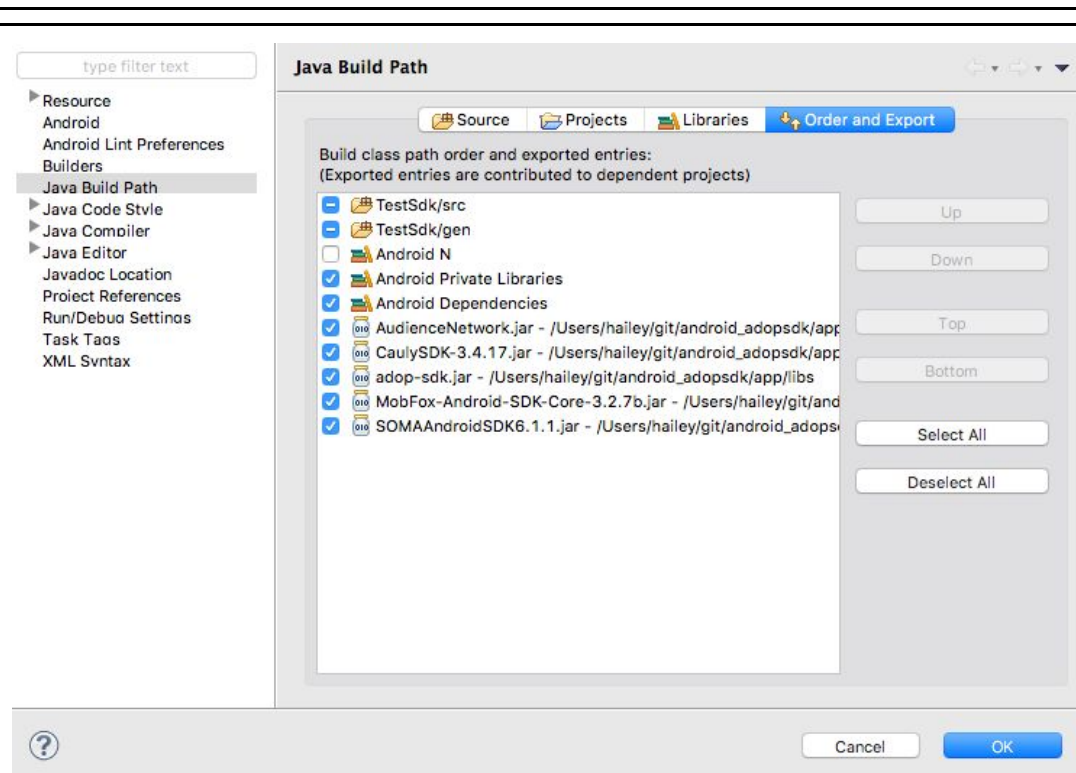 type filter text
Resource
Android
Android Lint Preferences
Builders
Java Build Path
Java Code Style
Java Compiler
Java Editor
Javadoc Location
Project References
Run/Debug Settings
Task Tags
XML Syntax
Java Build Path
Source Projects Libraries Order and Export
Build class path order and exported entries:
(Exported entries are contributed to dependent projects)
TestSdk/src
TestSdk/gen
Android N
Android Private Libraries
Android Dependencies
AudienceNetwork.jar - /Users/hailey/git/android_adopsdk/app
CaulySDK-3.4.17.jar - /Users/hailey/git/android_adopsdk/app
adop-sdk.jar - /Users/hailey/git/android_adopsdk/app/libs
MobFox-Android-SDK-Core-3.2.7b.jar - /Users/hailey/git/and
SOMAAndroidSDK6.1.1.jar - /Users/hailey/git/android_adops
Up
Down
Top
Bottom
Select All
Deselect All
?
Cancel
OK